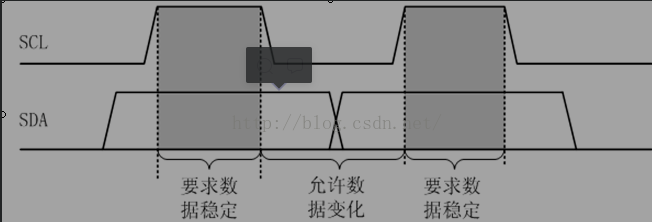 SCL
SDA
http://blog.csdn.net/
要求数
据稳定
允许数
据变化
要求数
据稳定